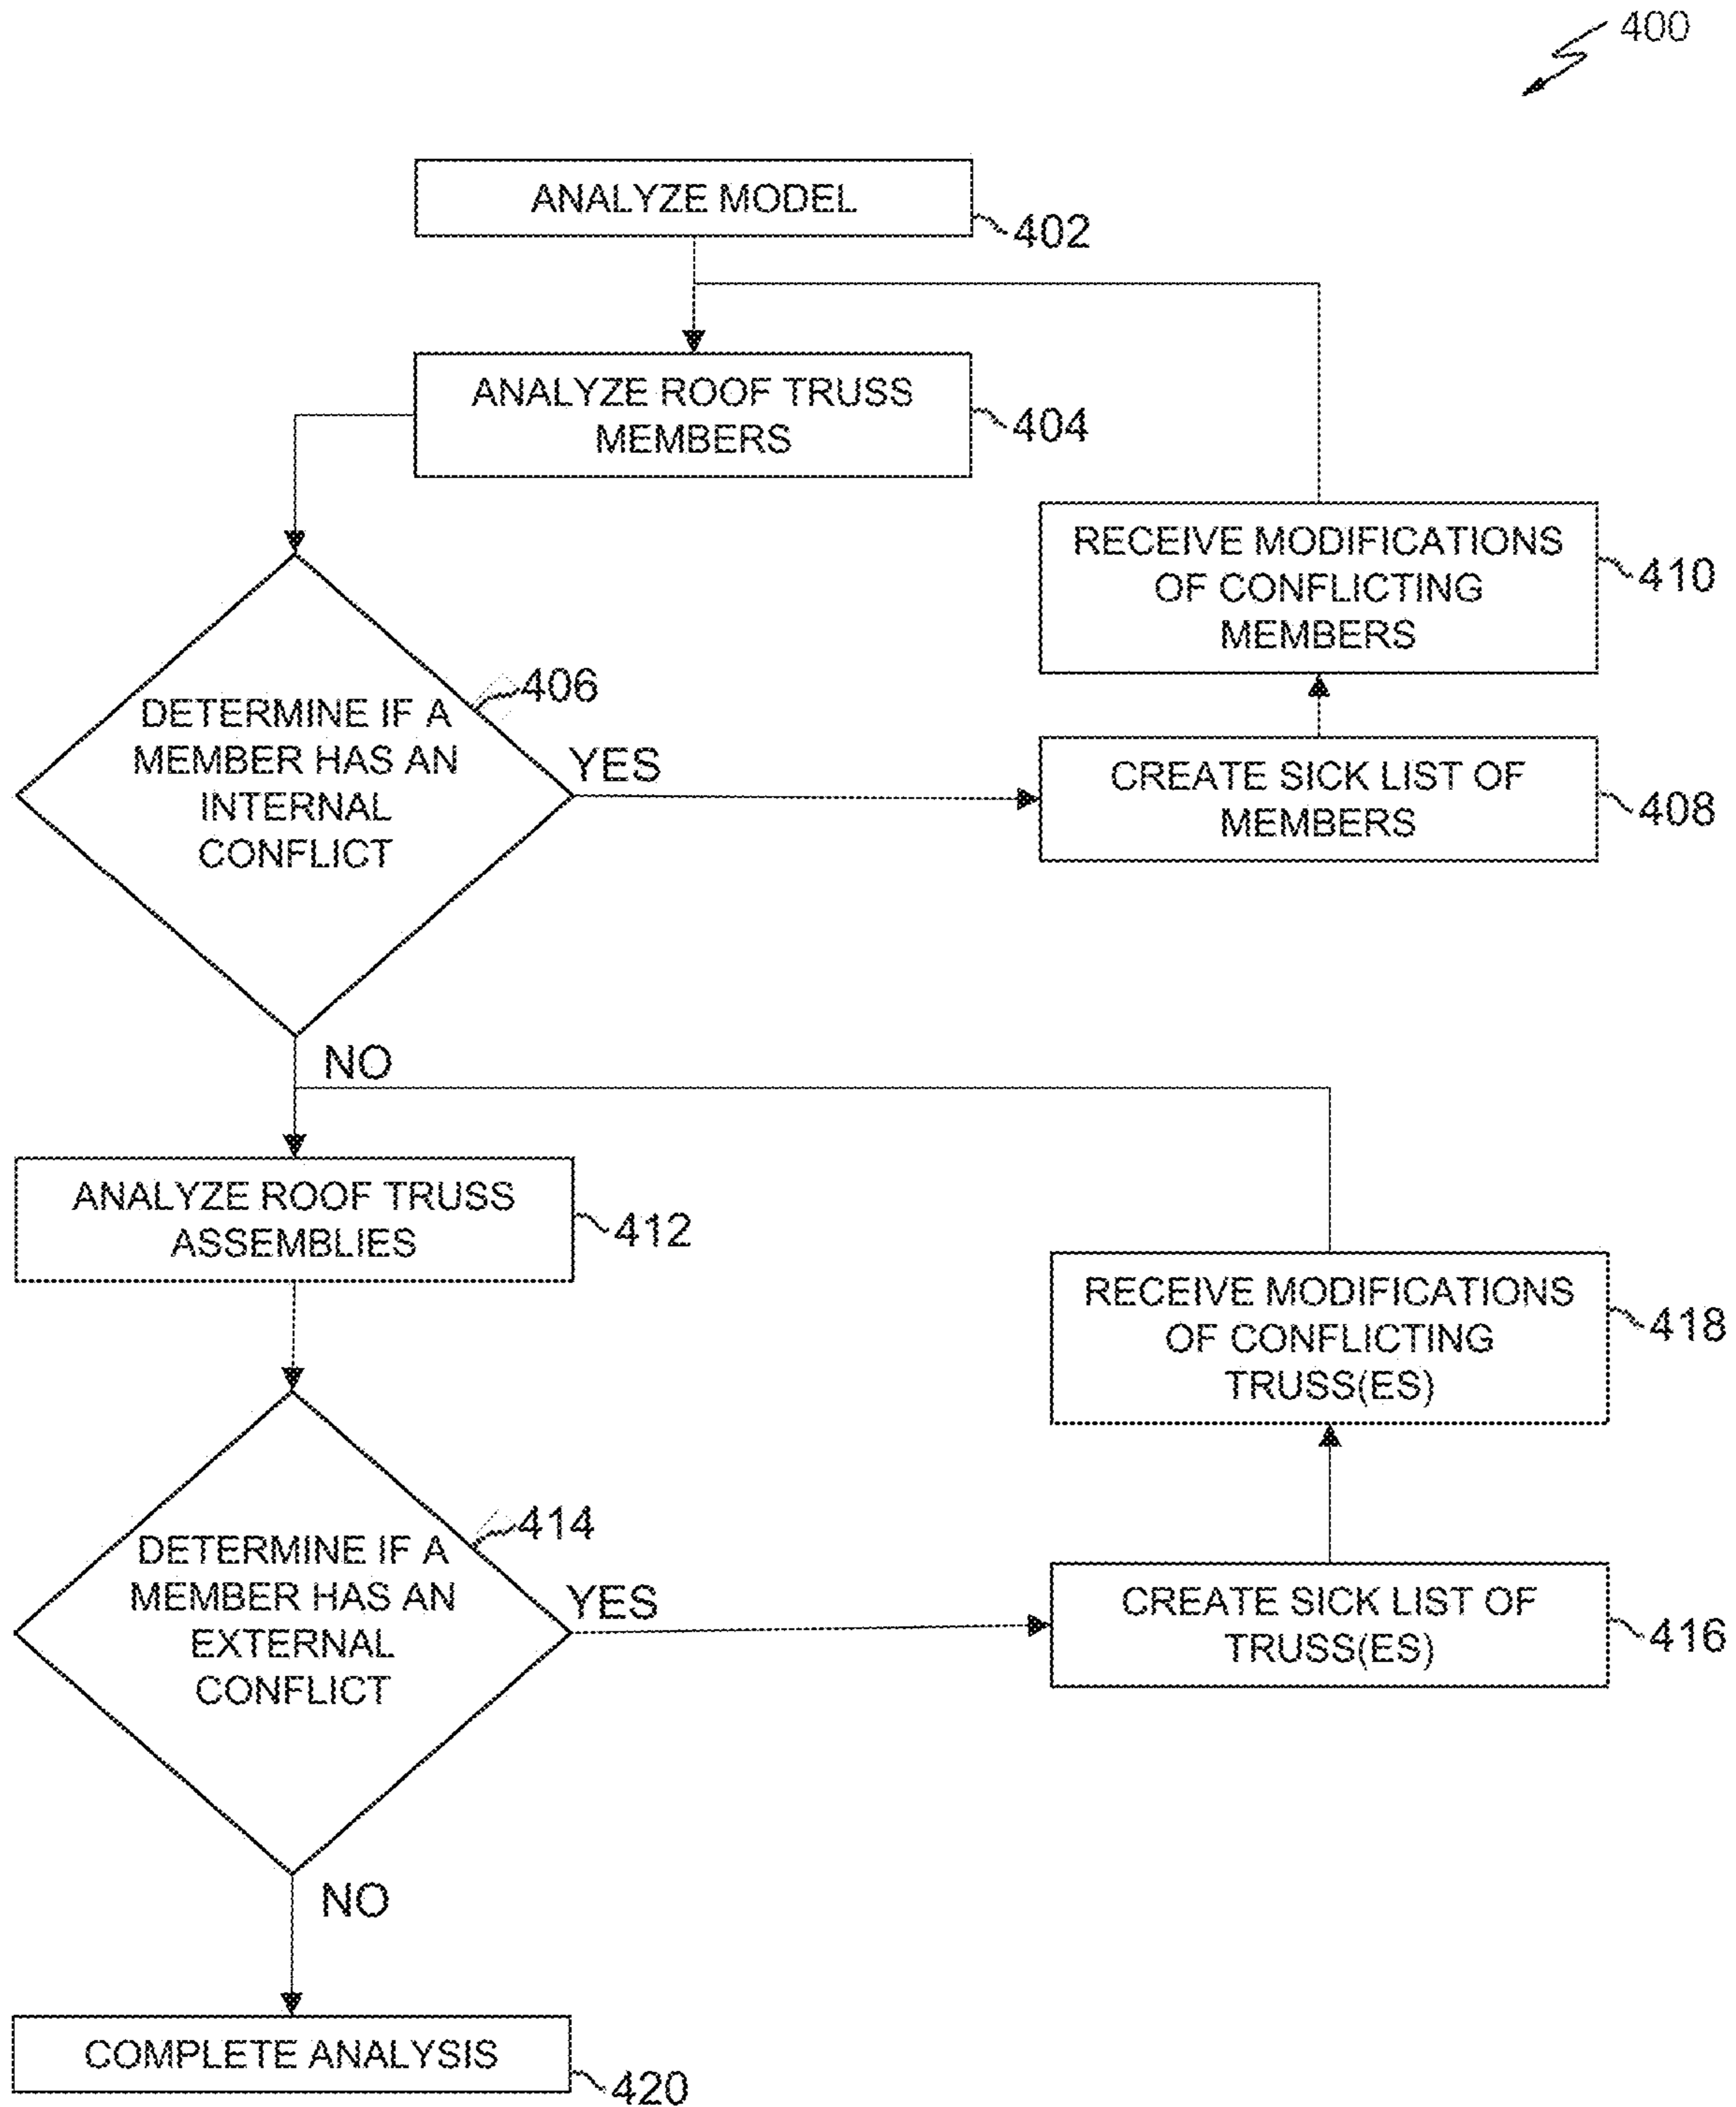 400
ANALYZE MODEL
402
ANALYZE ROOF TRUSS
MEMBERS
404
RECEIVE MODIFICATIONS
OF CONFLICTING
MEMBERS
410
DETERMINE IF A
MEMBER HAS AN
INTERNAL
CONFLICT
406
YES
CREATE SICK LIST OF
MEMBERS
408
NO
ANALYZE ROOF TRUSS
ASSEMBLIES
412
RECEIVE MODIFICATIONS
OF CONFLICTING
TRUSS(ES)
418
DETERMINE IF A
MEMBER HAS AN
EXTERNAL
CONFLICT
414
YES
CREATE SICK LIST OF
TRUSS(ES)
416
NO
COMPLETE ANALYSIS
420